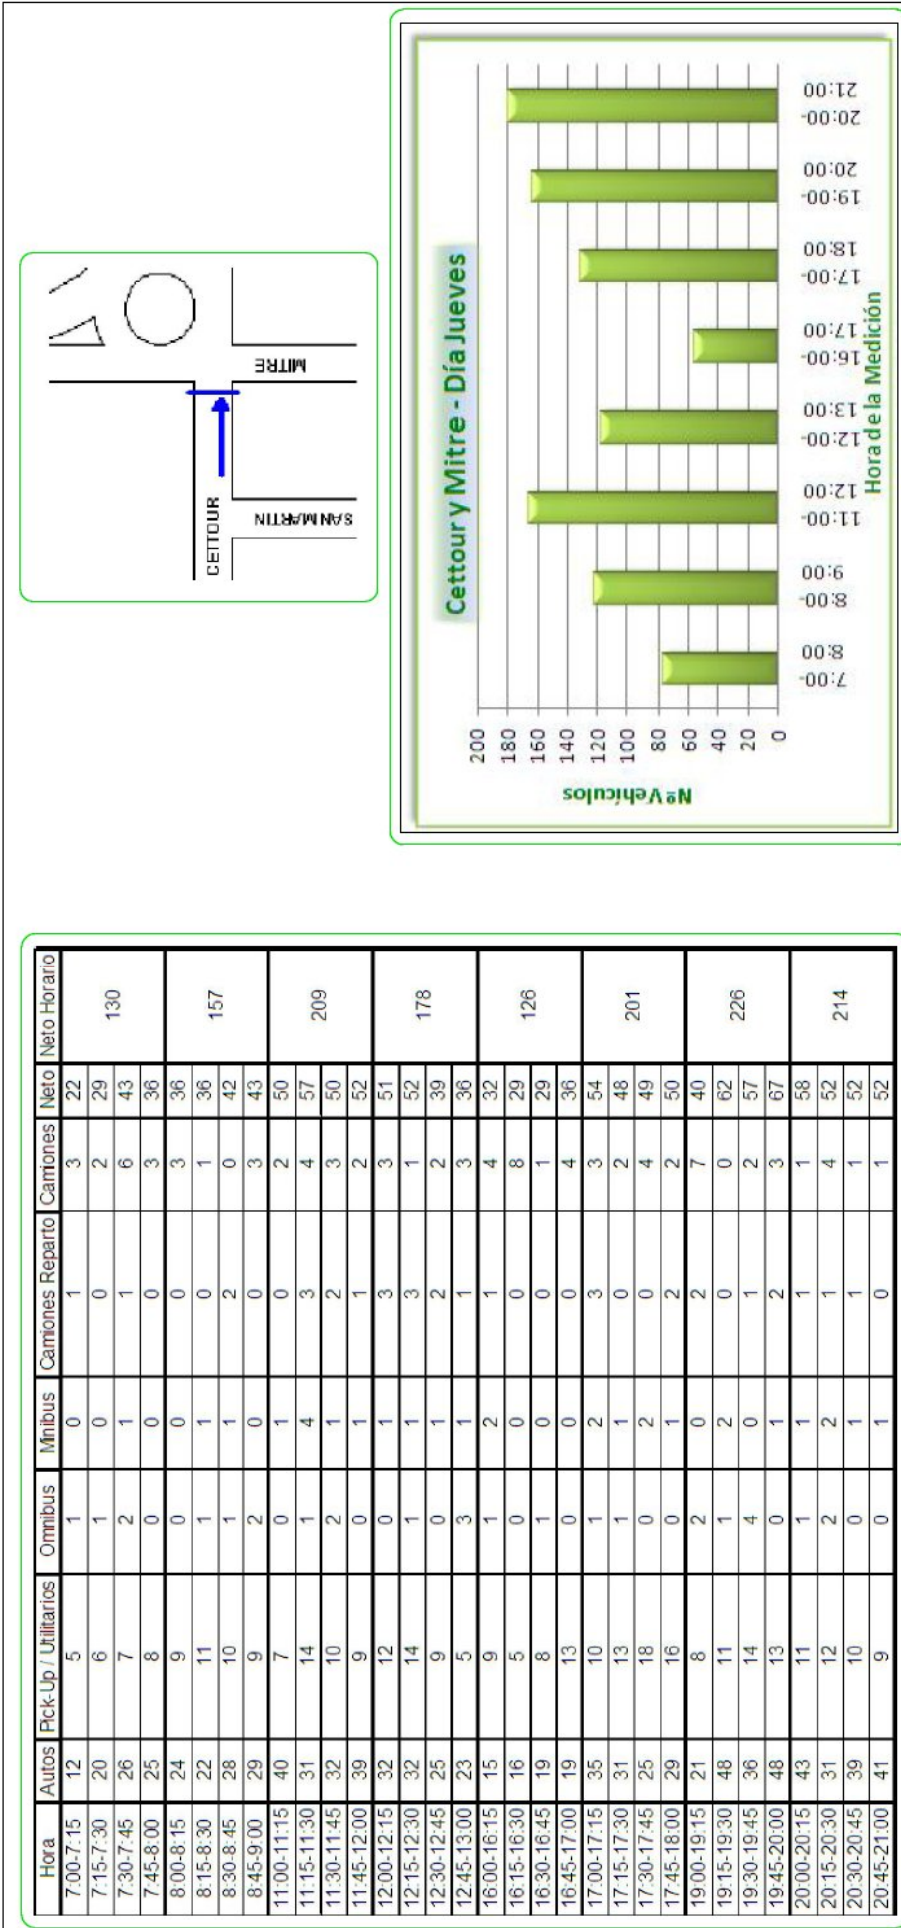 Hora Autos Pick-Up / Utilitarios Omnibus Minibus Camiones Reparto Camiones Neto Neto Horario
7:00-7:15 12 5 1 0 1 3 22 130
7:15-7:30 20 6 1 0 0 2 29
7:30-7:45 26 7 2 1 1 6 43
7:45-8:00 25 8 0 0 0 3 36
8:00-8:15 24 9 0 0 0 3 36 157
8:15-8:30 22 11 1 1 0 1 36
8:30-8:45 28 10 1 1 2 0 42
8:45-9:00 29 9 2 0 0 3 43
11:00-11:15 40 7 0 1 0 2 50 209
11:15-11:30 31 14 1 4 3 4 57
11:30-11:45 32 10 2 1 2 3 50
11:45-12:00 39 9 0 1 1 2 52
12:00-12:15 32 12 0 1 3 3 51 178
12:15-12:30 32 14 1 1 3 1 52
12:30-12:45 25 9 0 1 2 2 39
12:45-13:00 23 5 3 1 1 3 36
16:00-16:15 15 9 1 2 1 4 32 126
16:15-16:30 16 5 0 0 0 8 29
16:30-16:45 19 8 1 0 0 1 29
16:45-17:00 19 13 0 0 0 4 36
17:00-17:15 35 10 1 2 3 3 54 201
17:15-17:30 31 13 1 1 0 2 48
17:30-17:45 25 18 0 2 0 4 49
17:45-18:00 29 16 0 1 2 2 50
19:00-19:15 21 8 2 0 2 7 40 226
19:15-19:30 48 11 1 2 0 0 62
19:30-19:45 36 14 4 0 1 2 57
19:45-20:00 48 13 0 1 2 3 67
20:00-20:15 43 11 1 1 1 1 58 214
20:15-20:30 31 12 2 2 1 4 52
20:30-20:45 39 10 0 1 1 1 52
20:45-21:00 41 9 0 1 0 1 52
CETTOUR
SAN MARTIN
MITRE
Cettour y Mitre - Día Jueves
Nº Vehículos
200
180
160
140
120
100
80
60
40
20
0
7:00- 8:00- 11:00- 12:00- 16:00- 17:00- 19:00- 20:00-
8:00 9:00 12:00 13:00 17:00 18:00 20:00 21:00
Hora de la Medición